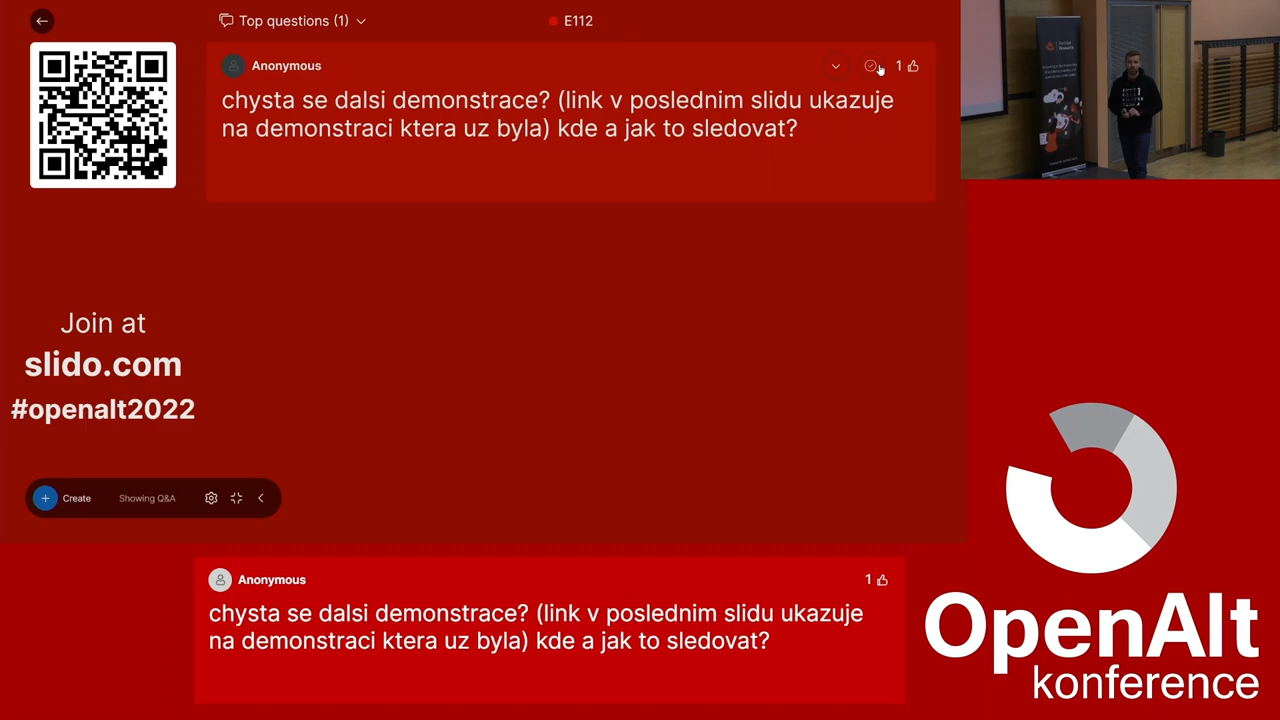 Top questions (1)
E112
Anonymous
1
chysta se dalsi demonstrace? (link v poslednim slidu ukazuje
na demonstraci ktera uz byla) kde a jak to sledovat?
Join at
slido.com
#openalt2022
Create
Showing Q&A
Anonymous
1
chysta se dalsi demonstrace? (link v poslednim slidu ukazuje
na demonstraci ktera uz byla) kde a jak to sledovat?
OpenAlt
konference